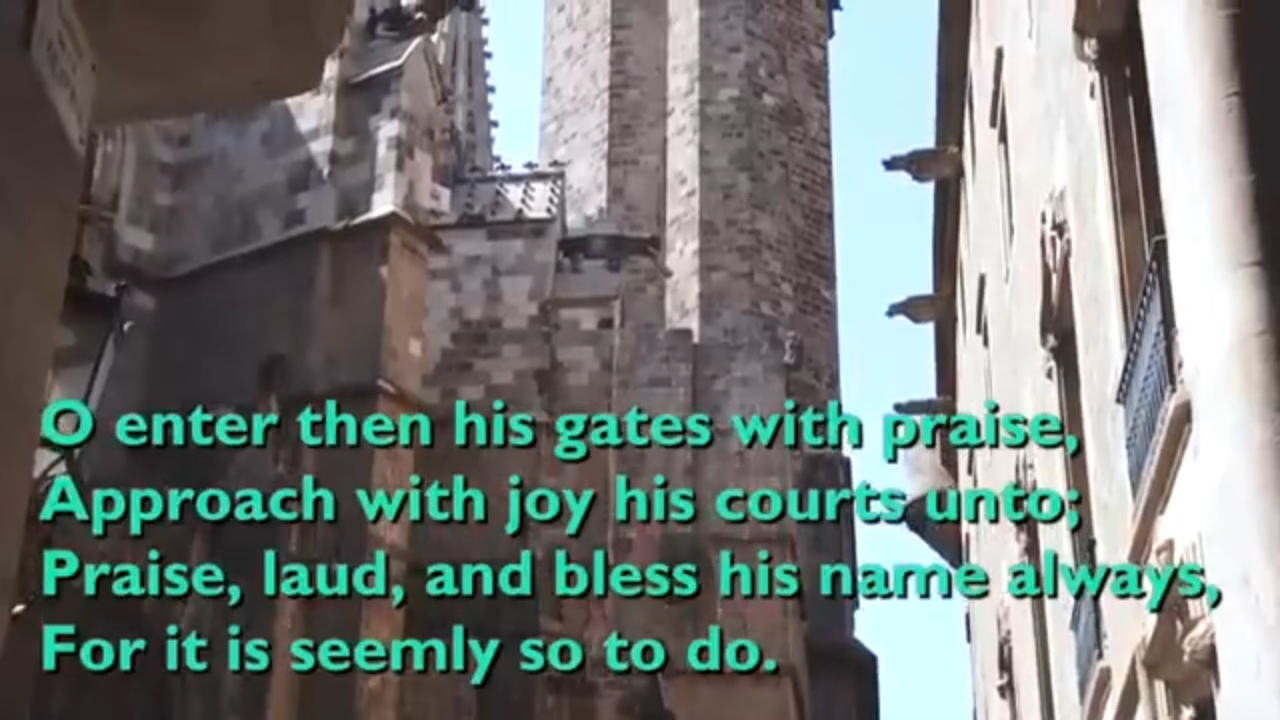 O enter then his gates with praise,
Approach with joy his courts unto;
Praise, laud, and bless his name always,
For it is seemly so to do.